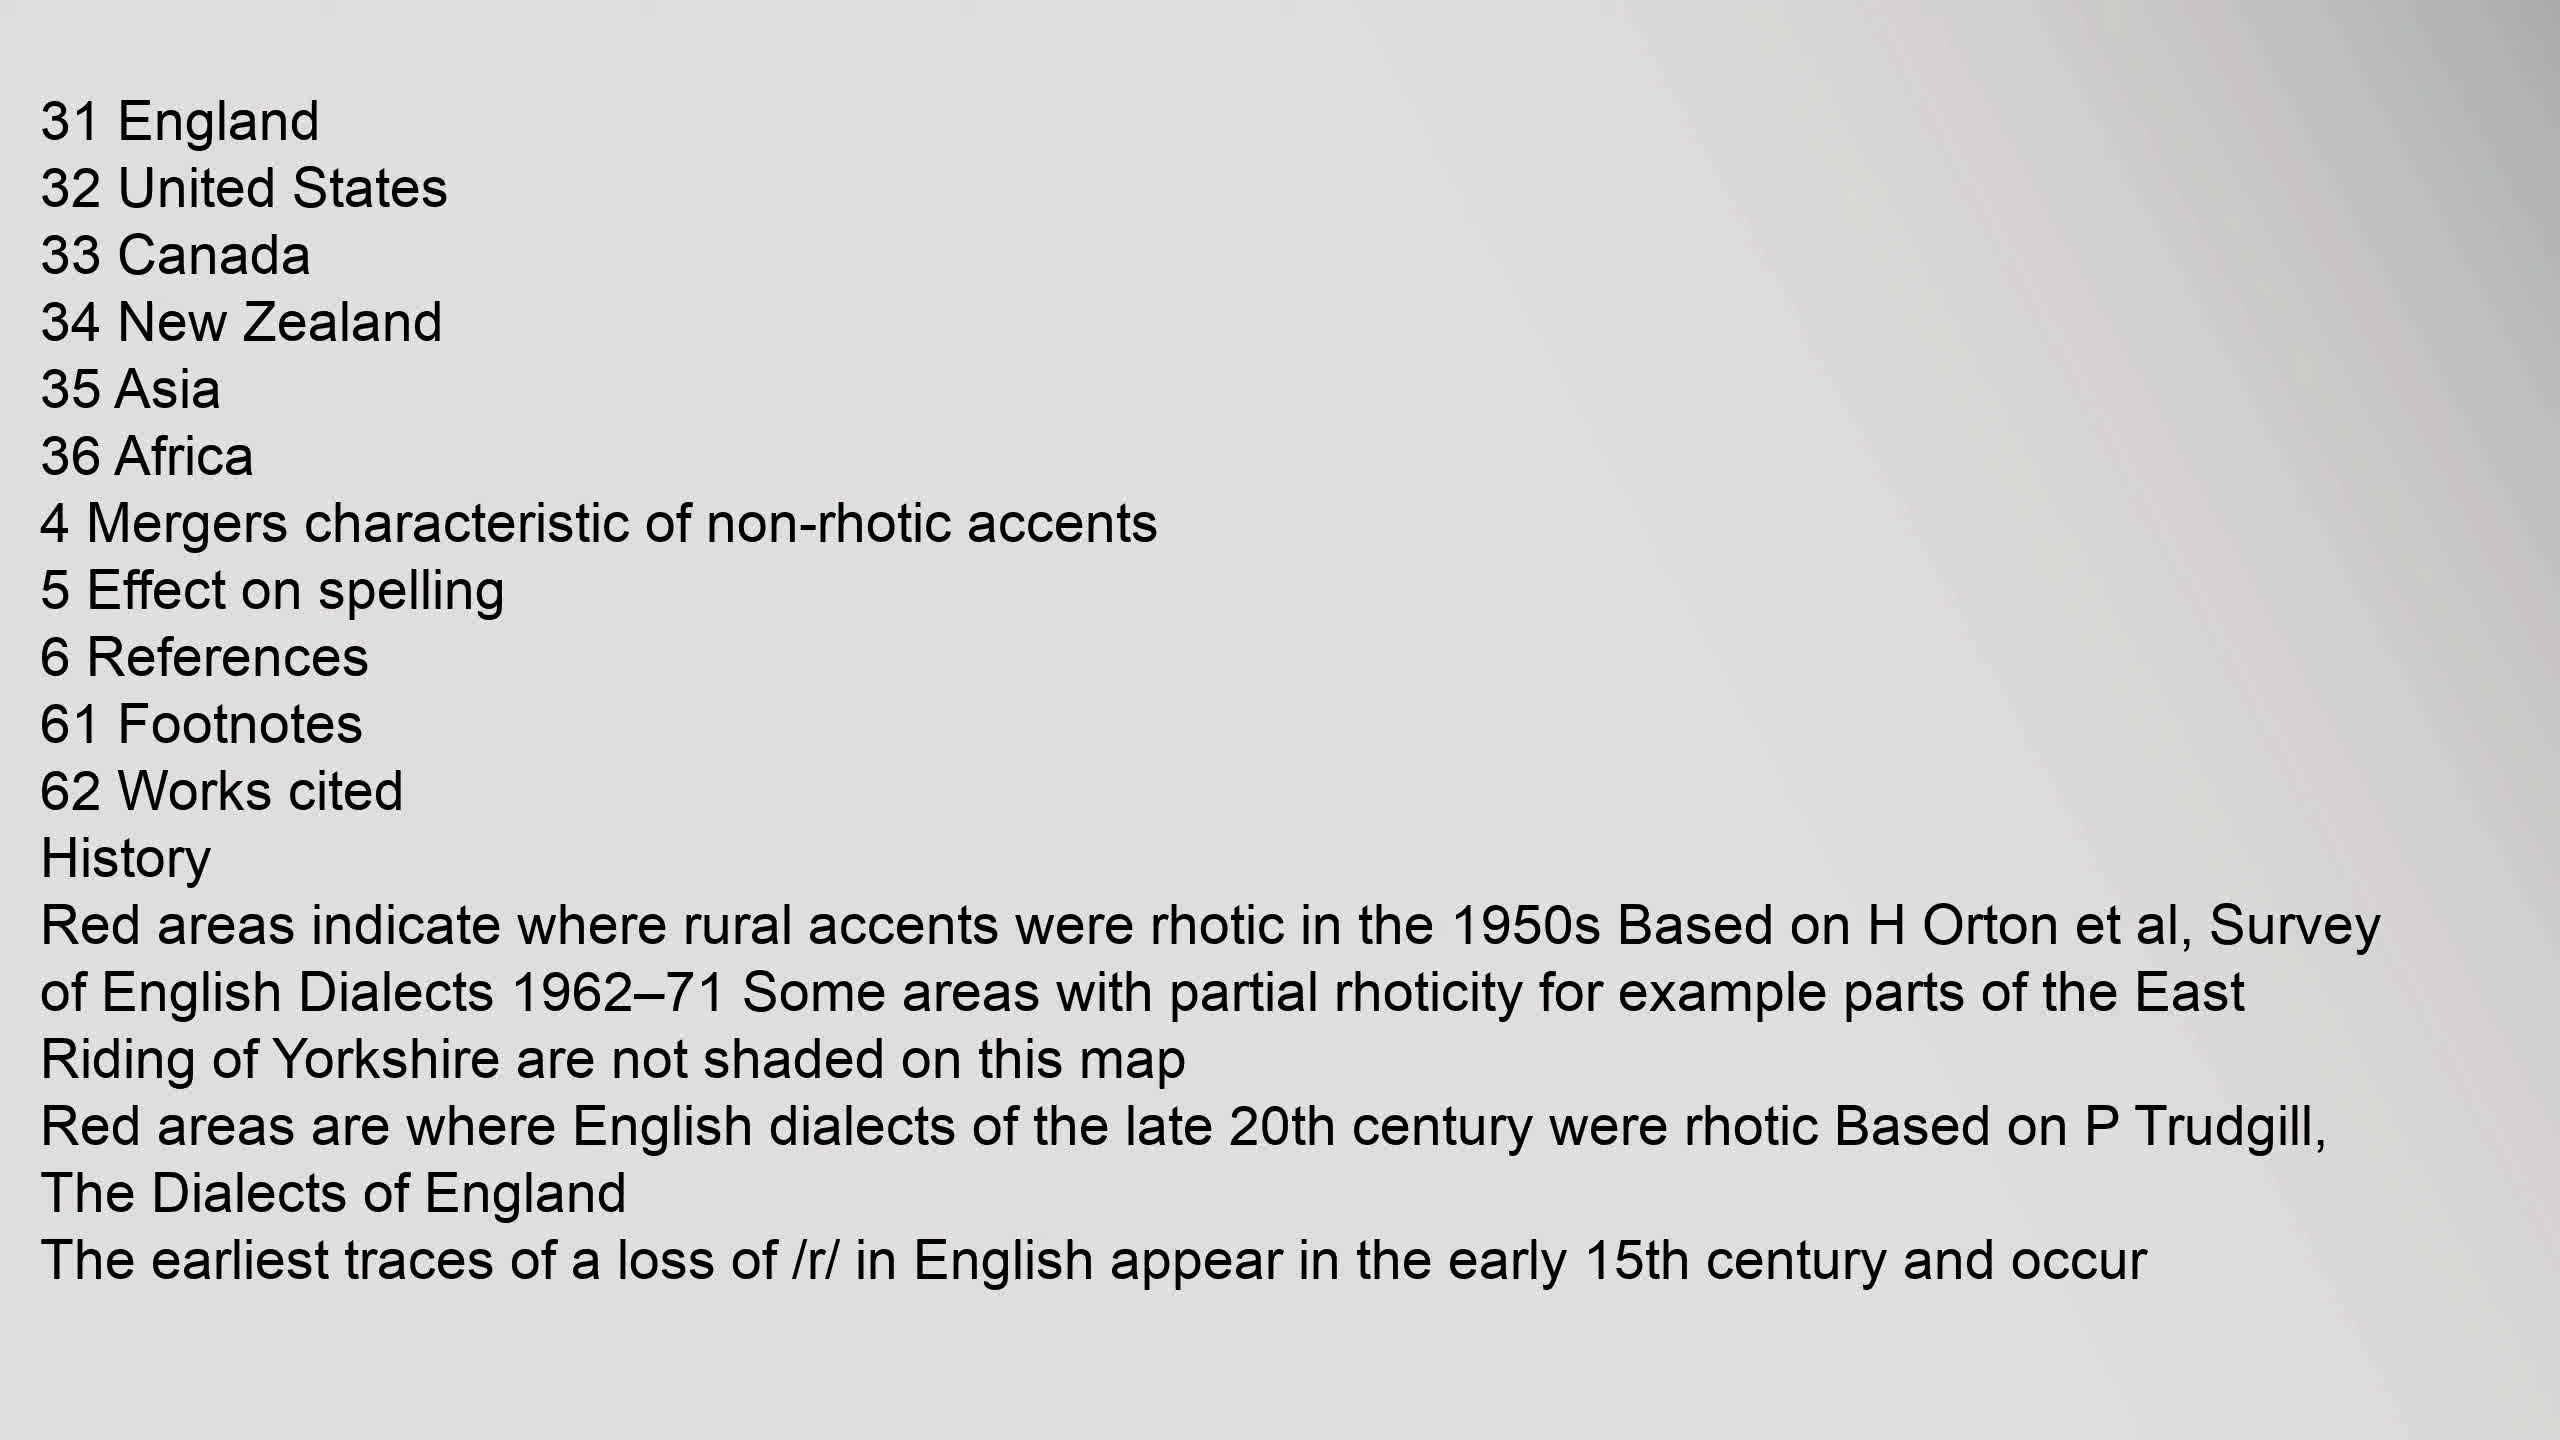 31 England
32 United States
33 Canada
34 New Zealand
35 Asia
36 Africa
4 Mergers characteristic of non-rhotic accents
5 Effect on spelling
6 References
61 Footnotes
62 Works cited
History
Red areas indicate where rural accents were rhotic in the 1950s Based on H Orton et al, Survey
of English Dialects 1962–71 Some areas with partial rhoticity for example parts of the East
Riding of Yorkshire are not shaded on this map
Red areas are where English dialects of the late 20th century were rhotic Based on P Trudgill,
The Dialects of England
The earliest traces of a loss of /r/ in English appear in the early 15th century and occur